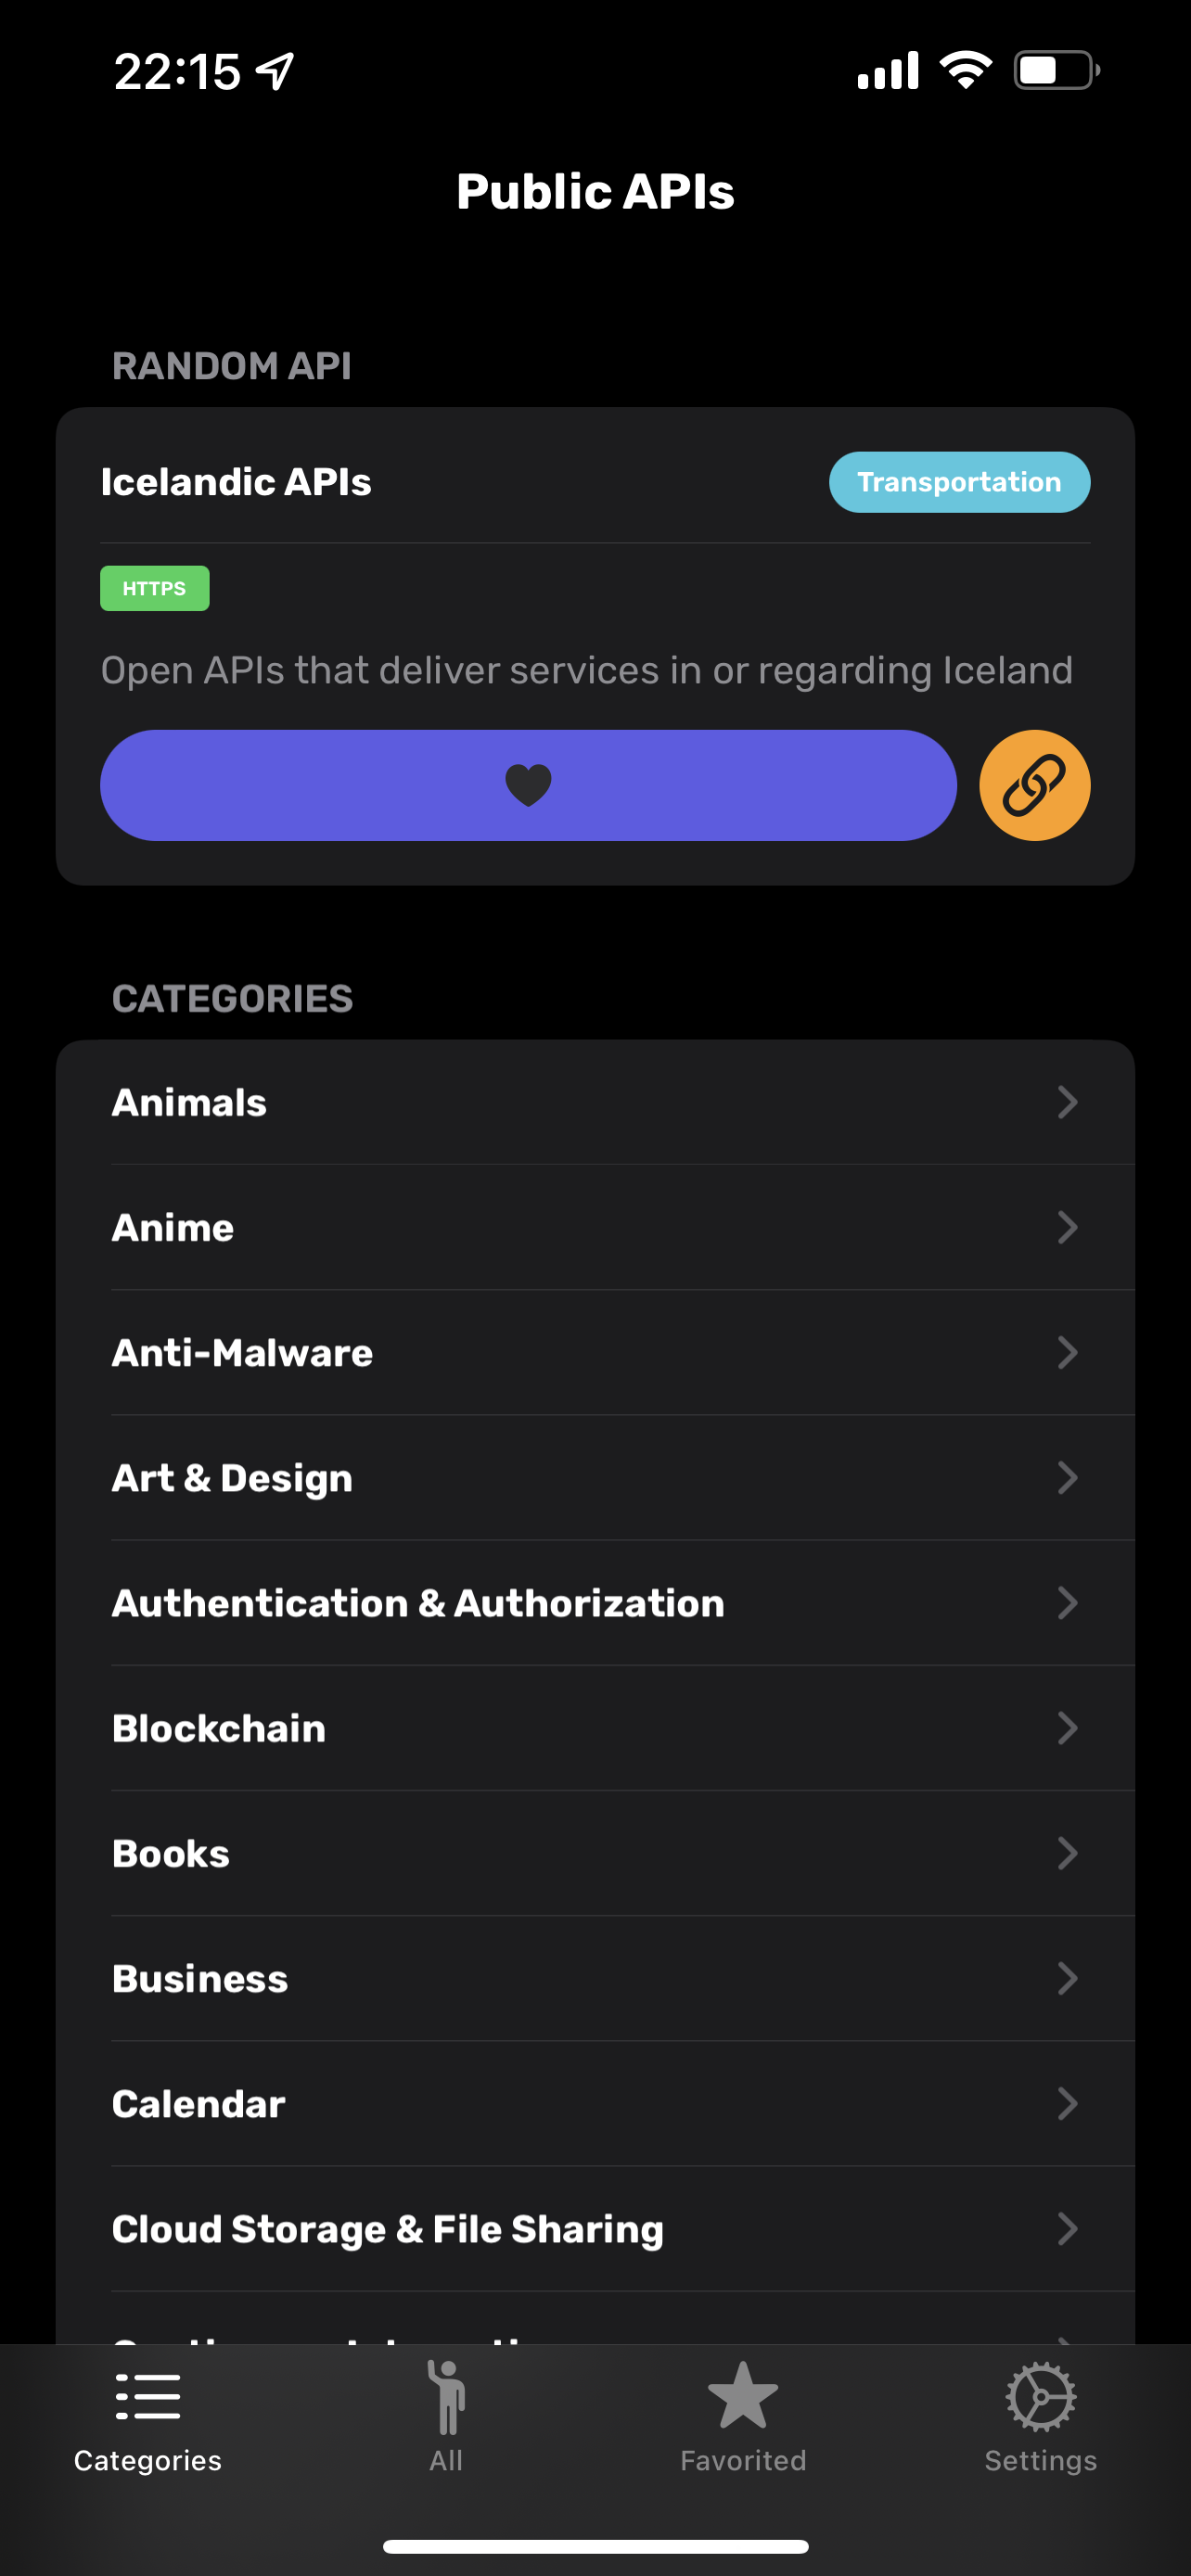 22:15
Public APIs
RANDOM API
Icelandic APIs
Transportation
HTTPS
Open APIs that deliver services in or regarding Iceland
CATEGORIES
Animals
Anime
Anti-Malware
Art & Design
Authentication & Authorization
Blockchain
Books
Business
Calendar
Cloud Storage & File Sharing
Categories
All
Favorited
Settings